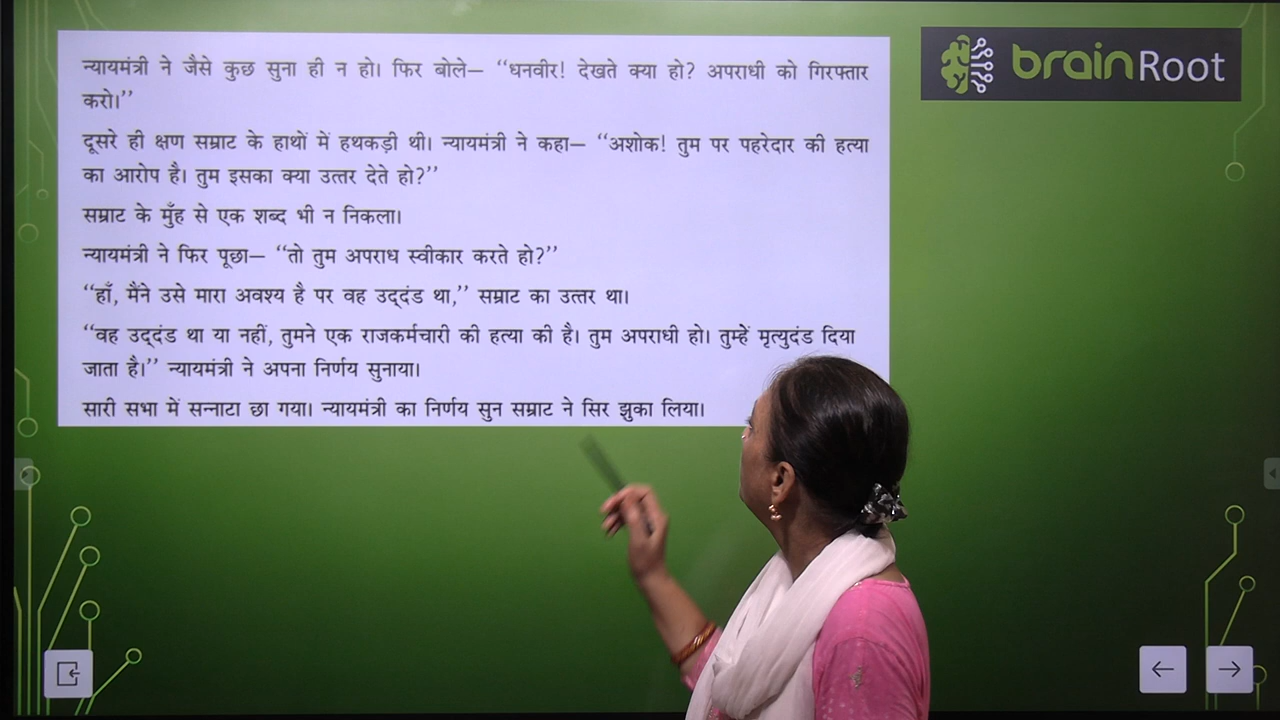 न्यायमंत्री ने जैसे कुछ सुना ही न हो। फिर बोले— ‘‘धनवीर! देखते क्या हो? अपराधी को गिरफ्तार
करो।’’
दूसरे ही क्षण सम्राट के हाथों में हथकड़ी थी। न्यायमंत्री ने कहा— ‘‘अशोक! तुम पर पहरेदार की हत्या
का आरोप है। तुम इसका क्या उत्तर देते हो?’’
सम्राट के मुँह से एक शब्द भी न निकला।
न्यायमंत्री ने फिर पूछा— ‘‘तो तुम अपराध स्वीकार करते हो?’’
‘‘हाँ, मैंने उसे मारा अवश्य है पर वह उद्‌दंड था,’’ सम्राट का उत्तर था।
‘‘वह उद्‌दंड था या नहीं, तुमने एक राजकर्मचारी की हत्या की है। तुम अपराधी हो। तुम्हें मृत्युदंड दिया
जाता है।’’ न्यायमंत्री ने अपना निर्णय सुनाया।
सारी सभा में सन्नाटा छा गया। न्यायमंत्री का निर्णय सुन सम्राट ने सिर झुका लिया।
brainRoot